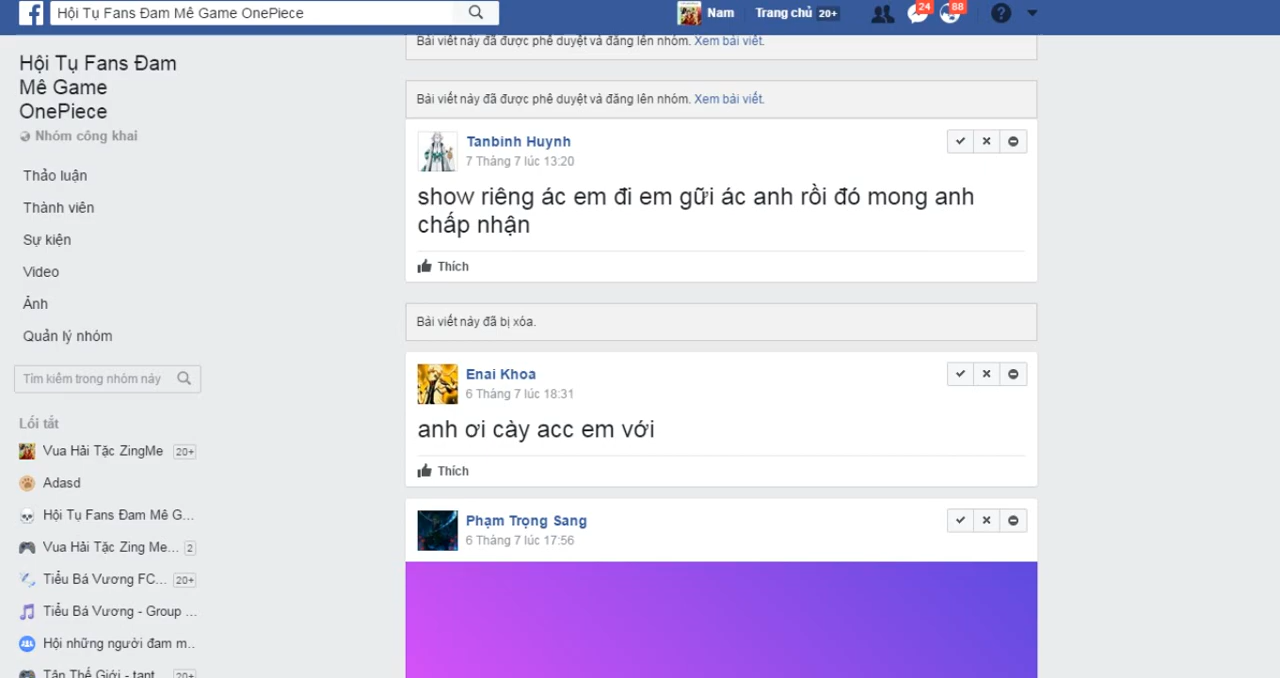 Hội Tụ Fans Đam Mê Game OnePiece
Nam
Trang chủ 20+
24
88
?
Hội Tụ Fans Đam
Mê Game
OnePiece
Nhóm công khai
Thảo luận
Thành viên
Sự kiện
Video
Ảnh
Quản lý nhóm
Tìm kiếm trong nhóm này
Lối tắt
Vua Hải Tặc ZingMe 20+
Adasd
Hội Tụ Fans Đam Mê G...
Vua Hải Tặc Zing Me... 2
Tiểu Bá Vương FC... 20+
Tiểu Bá Vương - Group ...
Hội những người đam m..
Tân Thế Giới - tant... 20+
Bài viết này đã được phê duyệt và đăng lên nhóm. Xem bài viết.
Bài viết này đã được phê duyệt và đăng lên nhóm. Xem bài viết.
Tanbinh Huynh
7 Tháng 7 lúc 13:20
show riêng ác em đi em gữi ác anh rồi đó mong anh
chấp nhận
Thích
Bài viết này đã bị xóa.
Enai Khoa
6 Tháng 7 lúc 18:31
anh ơi cày acc em với
Thích
Phạm Trọng Sang
6 Tháng 7 lúc 17:56